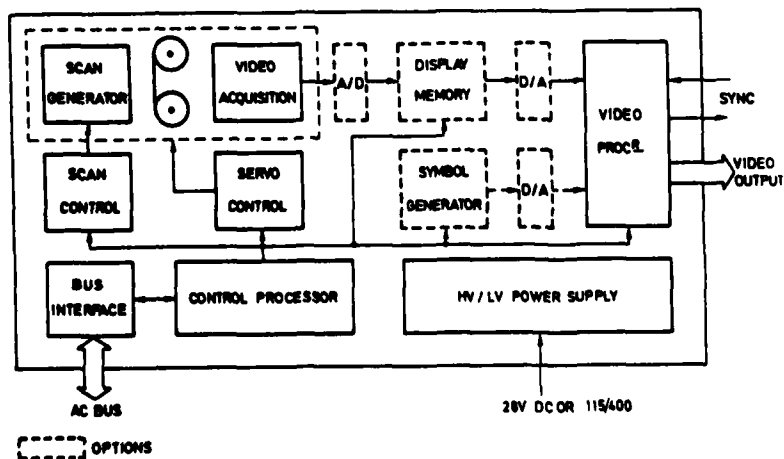 SCAN
GENERATOR
VIDEO
ACQUISITION
A/D
DISPLAY
MEMORY
D/A
VIDEO
PROCR.
SYNC
VIDEO
OUTPUT
SCAN
CONTROL
SERVO
CONTROL
SYMBOL
GENERATOR
D/A
BUS
INTERFACE
CONTROL PROCESSOR
HV/LV POWER SUPPLY
AC BUS
28V DC OR 115/400
OPTIONS